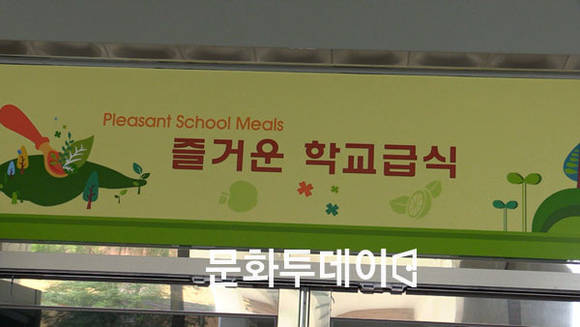 Pleasant School Meals
즐거운 학교급식
문화투데이